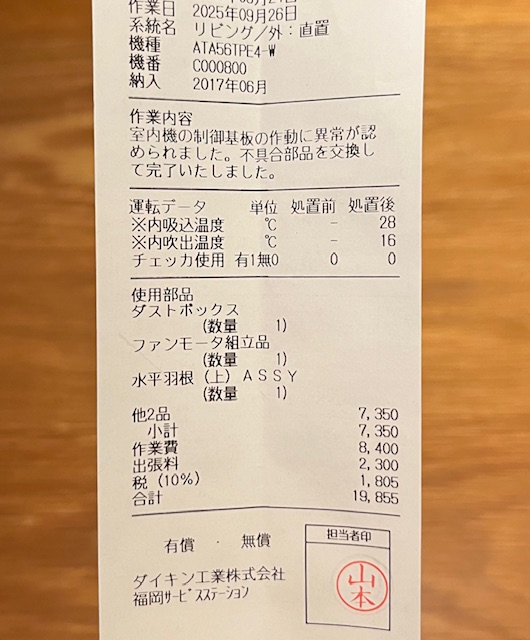 作業日 2025年09月26日
系統名 リビング／外：直置
機種 ATA56TPE4-W
機番 C000800
納入 2017年06月
作業内容
室内機の制御基板の作動に異常が認
められました。不具合部品を交換し
て完了いたしました。
運転データ 単位 処置前 処置後
※内吸込温度 ℃ - 28
※内吹出温度 ℃ - 16
チェッカ使用 有1無0 0 0
使用部品
ダストボックス
(数量 1)
ファンモータ組立品
(数量 1)
水平羽根（上）ＡＳＳＹ
(数量 1)
他2品 7,350
小計 7,350
作業費 8,400
出張料 2,300
税（10%） 1,805
合計 19,855
有償 ・ 無償
担当者印
山本
ダイキン工業株式会社
福岡サービスステーション